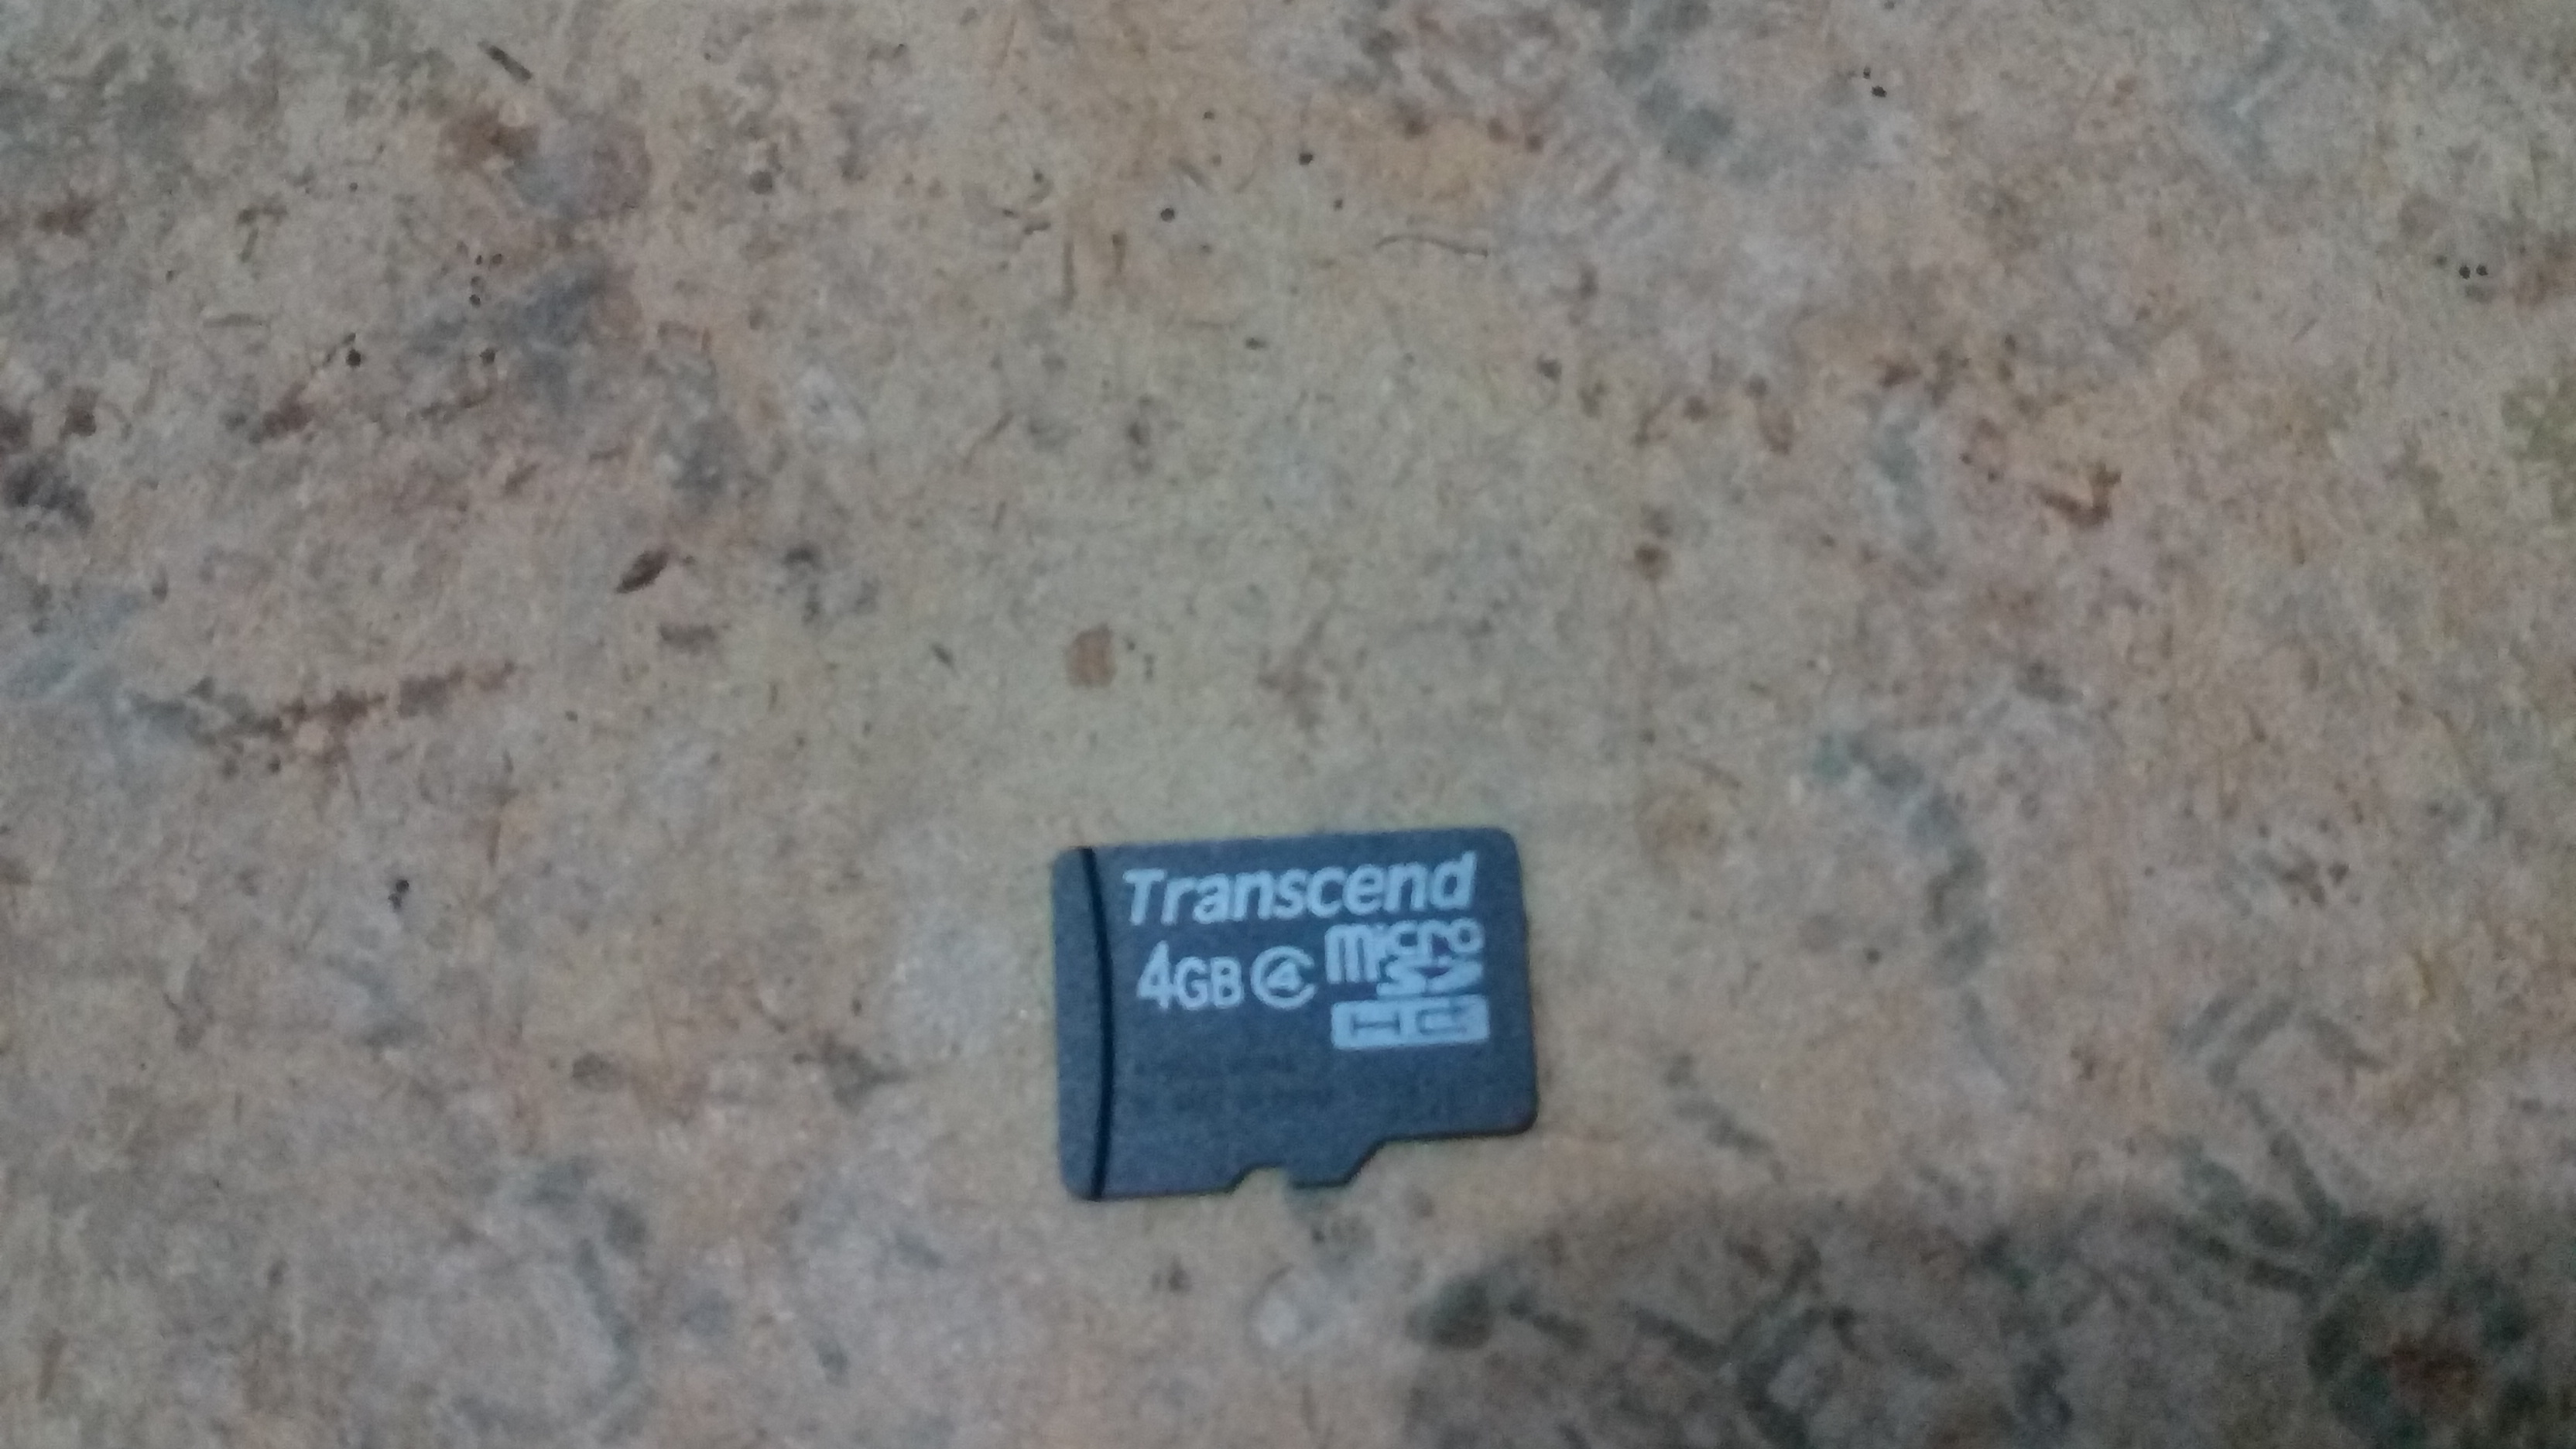 Transcend
4GB 4 micro
SD
HC